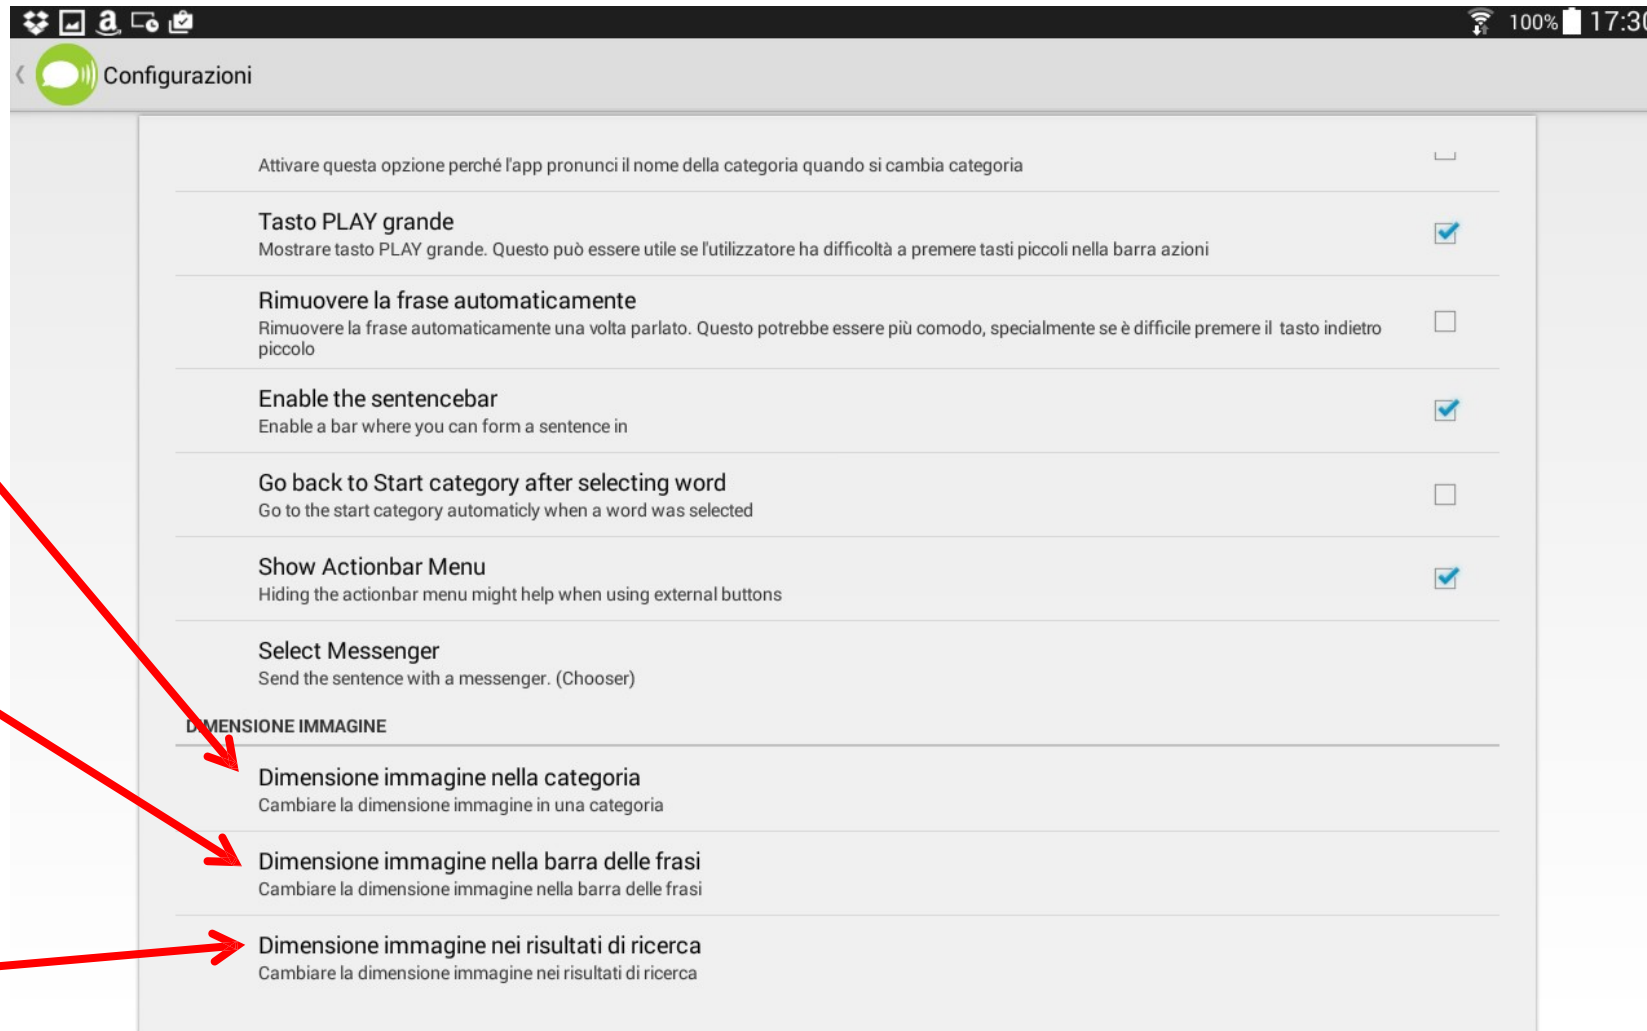 100% 17:30
Configurazioni
Attivare questa opzione perché l'app pronunci il nome della categoria quando si cambia categoria
Tasto PLAY grande
Mostrare tasto PLAY grande. Questo può essere utile se l'utilizzatore ha difficoltà a premere tasti piccoli nella barra azioni
Rimuovere la frase automaticamente
Rimuovere la frase automaticamente una volta parlato. Questo potrebbe essere più comodo, specialmente se è difficile premere il tasto indietro
piccolo
Enable the sentencebar
Enable a bar where you can form a sentence in
Go back to Start category after selecting word
Go to the start category automaticly when a word was selected
Show Actionbar Menu
Hiding the actionbar menu might help when using external buttons
Select Messenger
Send the sentence with a messenger. (Chooser)
DIMENSIONE IMMAGINE
Dimensione immagine nella categoria
Cambiare la dimensione immagine in una categoria
Dimensione immagine nella barra delle frasi
Cambiare la dimensione immagine nella barra delle frasi
Dimensione immagine nei risultati di ricerca
Cambiare la dimensione immagine nei risultati di ricerca